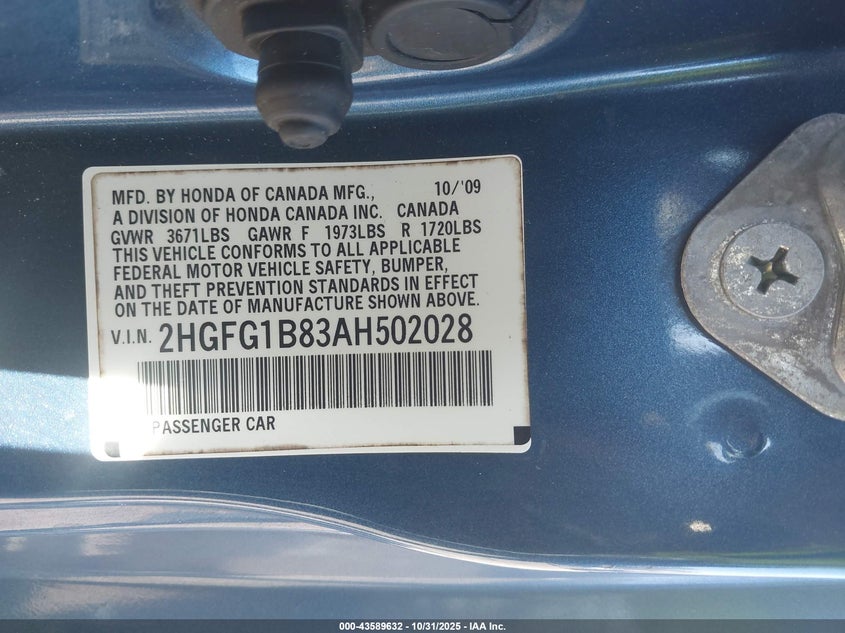 MFD. BY HONDA OF CANADA MFG., 10/'09
A DIVISION OF HONDA CANADA INC. CANADA
GVWR 3671LBS GAWR F 1973LBS R 1720LBS
THIS VEHICLE CONFORMS TO ALL APPLICABLE
FEDERAL MOTOR VEHICLE SAFETY, BUMPER,
AND THEFT PREVENTION STANDARDS IN EFFECT
ON THE DATE OF MANUFACTURE SHOWN ABOVE.
V.I.N. 2HGFG1B83AH502028
PASSENGER CAR
000-43589632 - 10/31/2025 - IAA Inc.